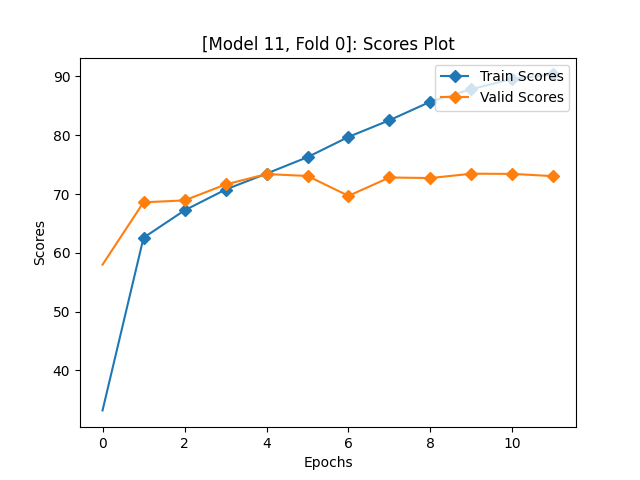 [Model 11, Fold 0]: Scores Plot
Train Scores
Valid Scores
Scores
90
80
70
60
50
40
0 2 4 6 8 10
Epochs